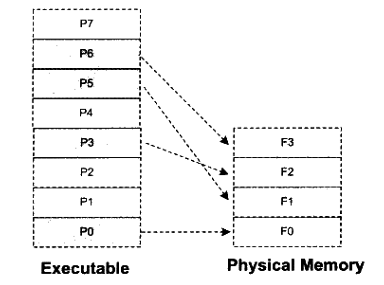 P7
P6
P5
P4
P3
P2
P1
P0
Executable
F3
F2
F1
F0
Physical Memory